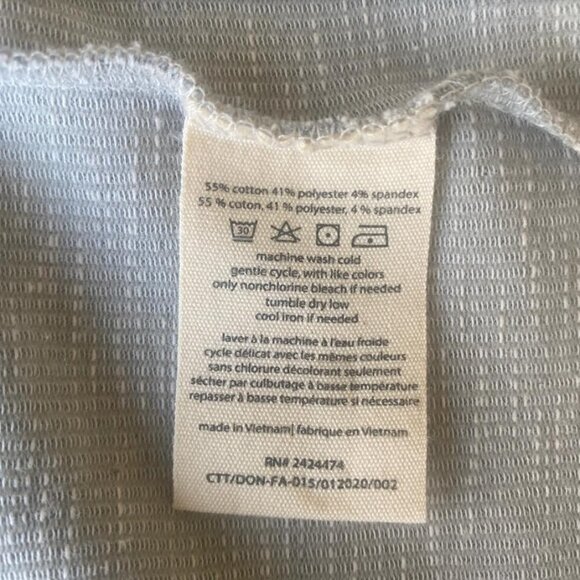 55% cotton 41% polyester 4% spandex
55 % coton, 41 % polyester, 4 % spandex
30
machine wash cold
gentle cycle, with like colors
only nonchlorine bleach if needed
tumble dry low
cool iron if needed
laver à la machine à l'eau froide
cycle délicat avec les mêmes couleurs
sans chlorure décolorant seulement
sécher par culbutage à basse température
repasser à basse température si nécessaire
made in Vietnam| fabrique en Vietnam
RN# 2424474
CTT/DON-FA-015/012020/002